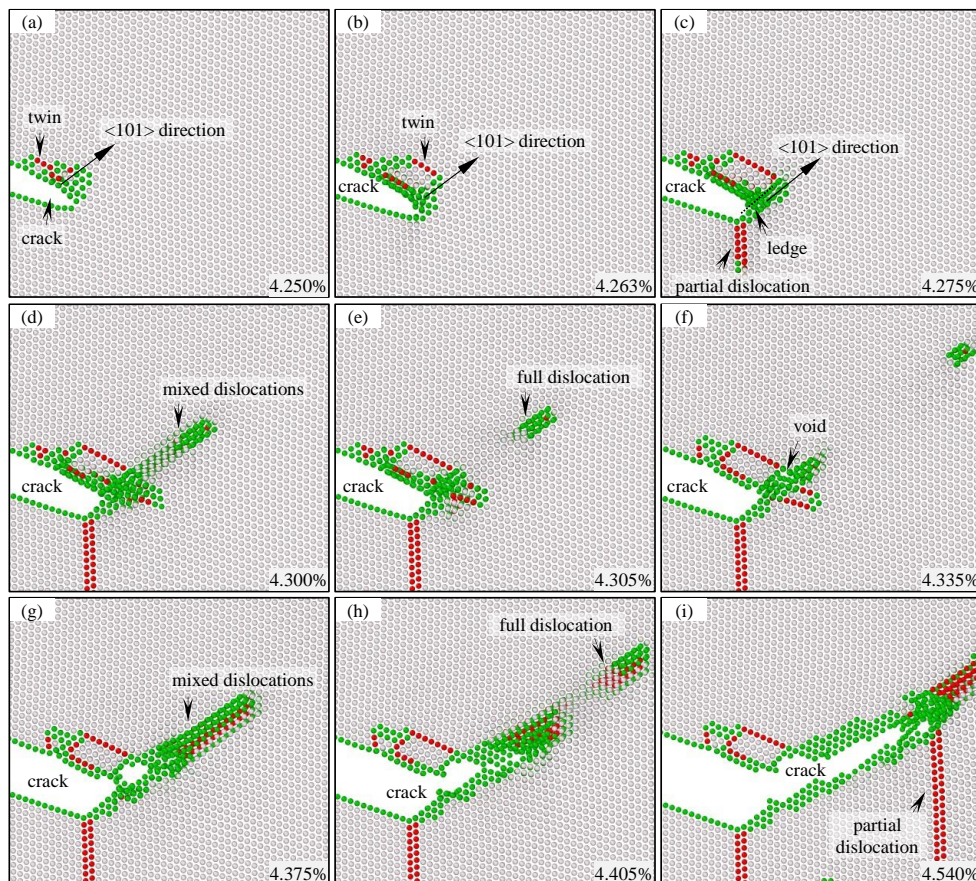 (a)
twin
<101> direction
crack
4.250%
(b)
twin
<101> direction
crack
4.263%
(c)
<101> direction
crack
ledge
partial dislocation
4.275%
(d)
mixed dislocations
crack
4.300%
(e)
full dislocation
crack
4.305%
(f)
void
crack
4.335%
(g)
mixed dislocations
crack
4.375%
(h)
full dislocation
crack
4.405%
(i)
crack
partial
dislocation
4.540%